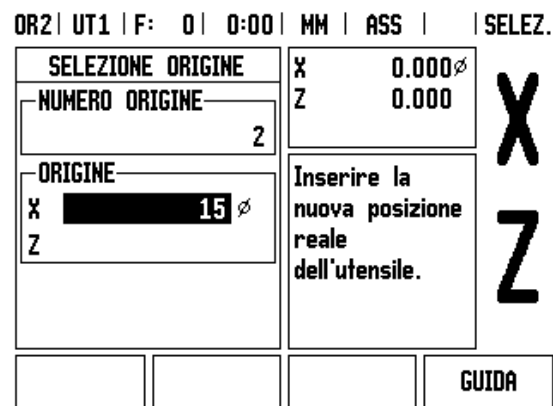 OR2| UT1 | F: 0| 0:00| MM | ASS | | SELEZ.
SELEZIONE ORIGINE
NUMERO ORIGINE
2
ORIGINE
X 15 ø
Z
X 0.000ø
Z 0.000
Inserire la
nuova posizione
reale
dell'utensile.
X
Z
GUIDA